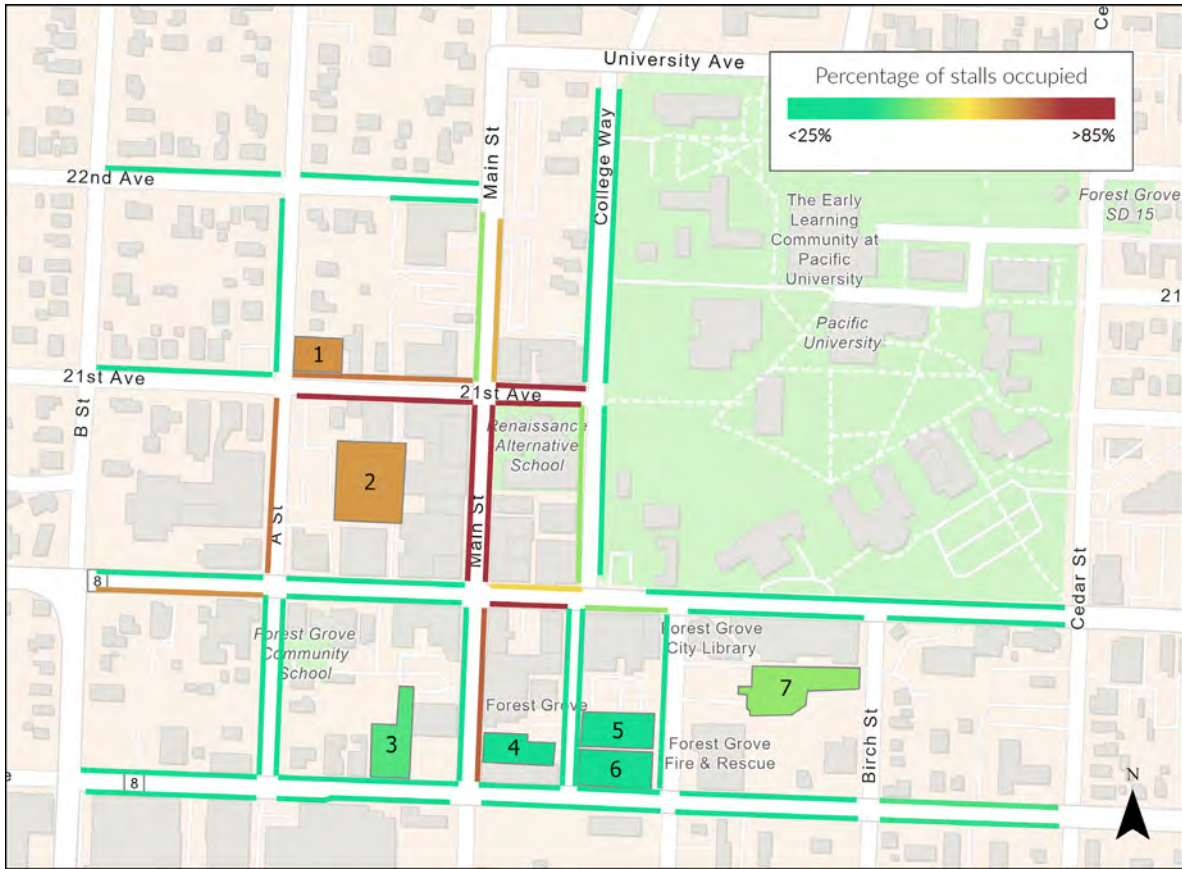 Ce
University Ave
Percentage of stalls occupied
<25%
>85%
Main St
College Way
22nd Ave
The Early
Learning
Community at
Pacific
University
Forest Grove
SD 15
21
1
Pacific
University
21st Ave
21st Ave
B St
Renaissance
Alternative
School
2
A St
Main St
8
Cedar St
Forest Grove
Community
School
Forest Grove
City Library
7
Forest Grove
3
4
5
6
Forest Grove
Fire & Rescue
Birch St
e
8
N